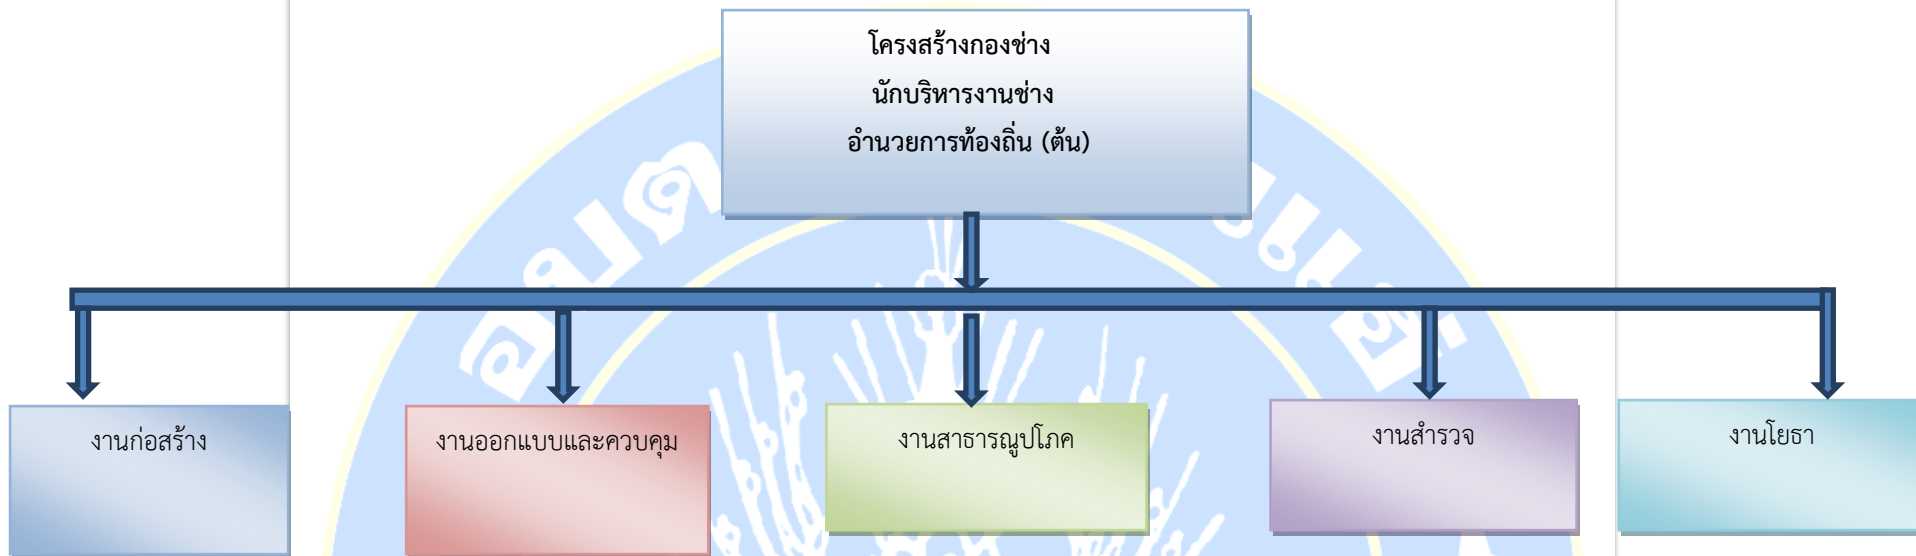 โครงสร้างกองช่าง
นักบริหารงานช่าง
อำนวยการท้องถิ่น (ต้น)
งานก่อสร้าง
งานออกแบบและควบคุม
งานสาธารณูปโภค
งานสำรวจ
งานโยธา